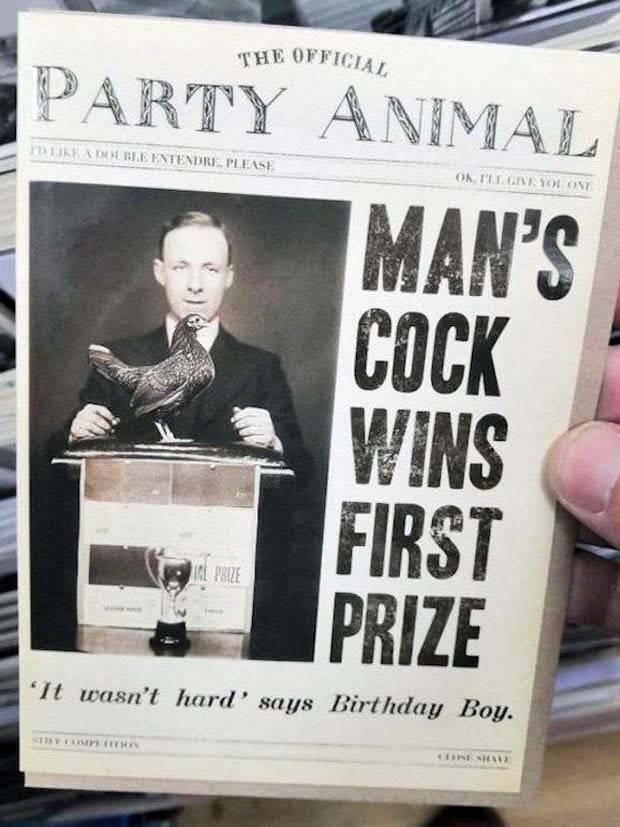 THE OFFICIAL
PARTY ANIMAL
I'D LIKE A DOUBLE ENTENDRE, PLEASE
OK, I'LL GIVE YOU ONE
MAN'S
COCK
WINS
FIRST
PRIZE
PRIZE
'It wasn't hard' says Birthday Boy.
STIFF COMPETITION
CLOSE SHAVE